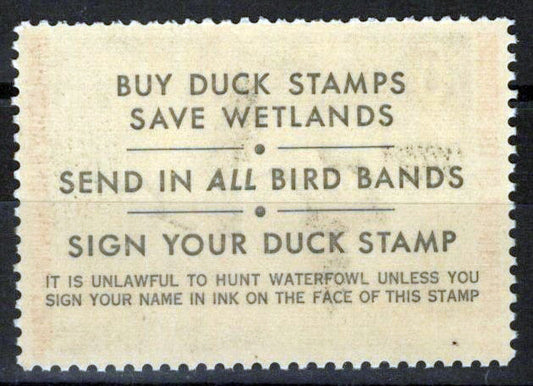 BUY DUCK STAMPS
SAVE WETLANDS
SEND IN ALL BIRD BANDS
SIGN YOUR DUCK STAMP
IT IS UNLAWFUL TO HUNT WATERFOWL UNLESS YOU
SIGN YOUR NAME IN INK ON THE FACE OF THIS STAMP